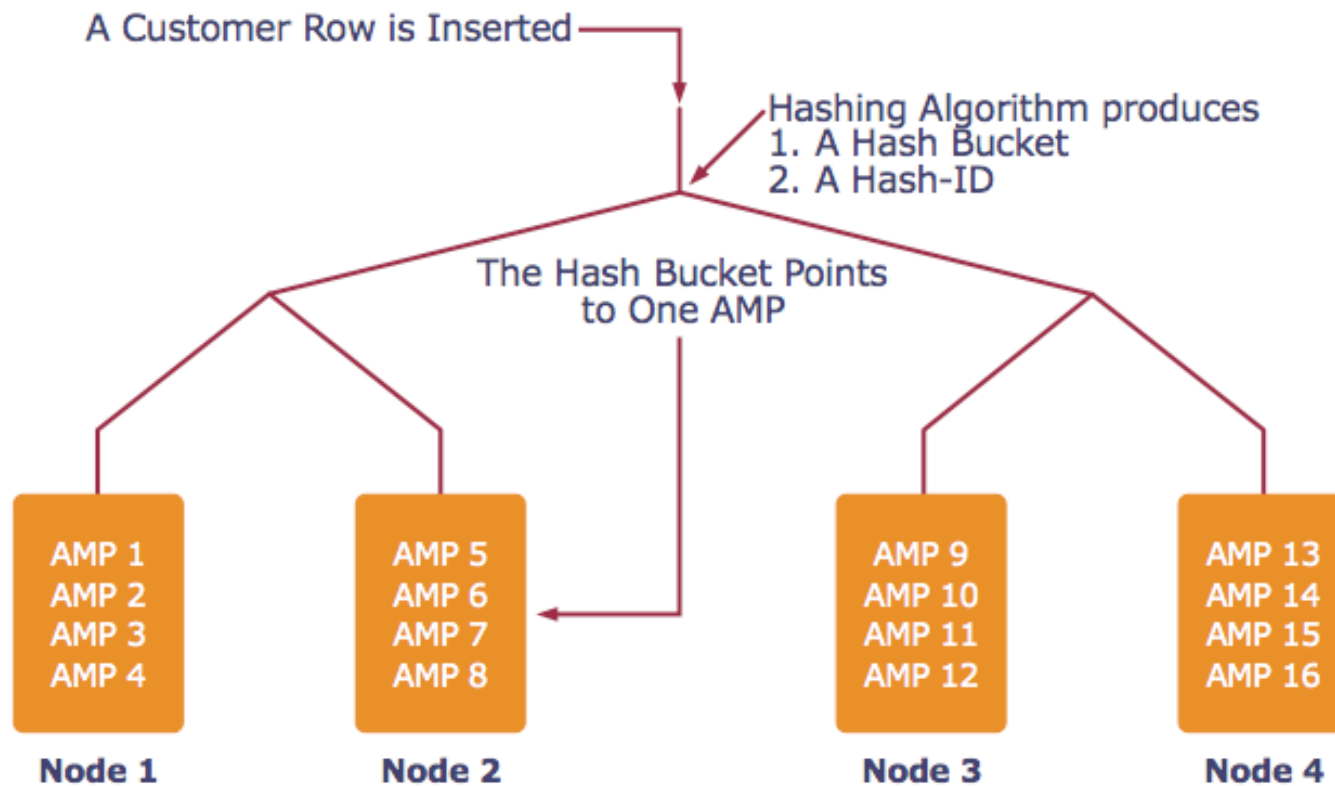 A Customer Row is Inserted
Hashing Algorithm produces
1. A Hash Bucket
2. A Hash-ID
The Hash Bucket Points
to One AMP
AMP 1
AMP 2
AMP 3
AMP 4
Node 1
AMP 5
AMP 6
AMP 7
AMP 8
Node 2
AMP 9
AMP 10
AMP 11
AMP 12
Node 3
AMP 13
AMP 14
AMP 15
AMP 16
Node 4